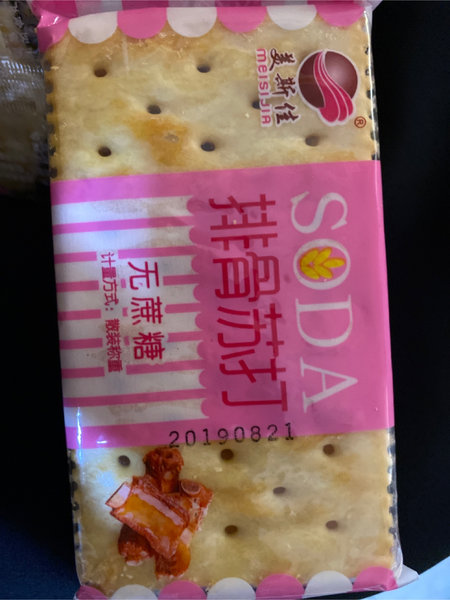 美斯佳
MEISIJIA
®
SODA
排骨苏打
无蔗糖
计量方式：散装称重
20190821